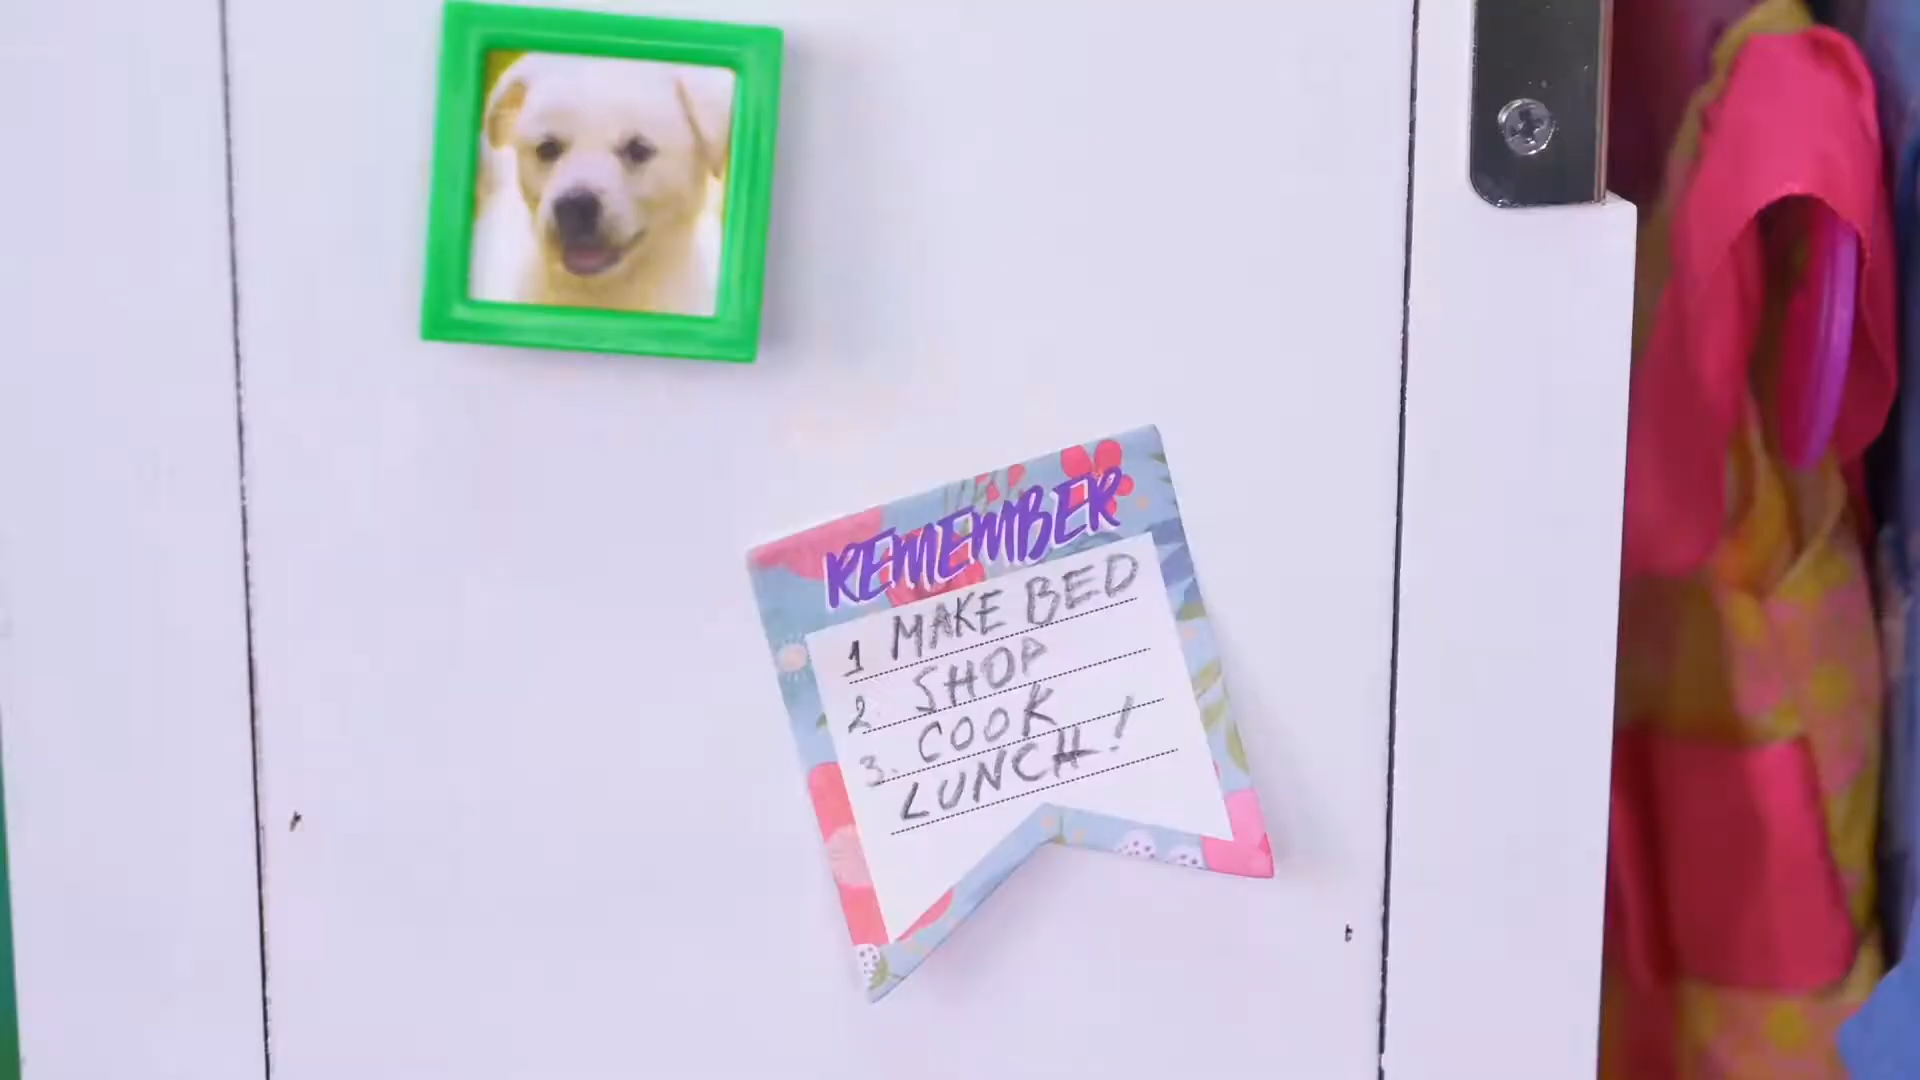 REMEMBER
1 MAKE BED
2. SHOP
3. COOK
LUNCH!